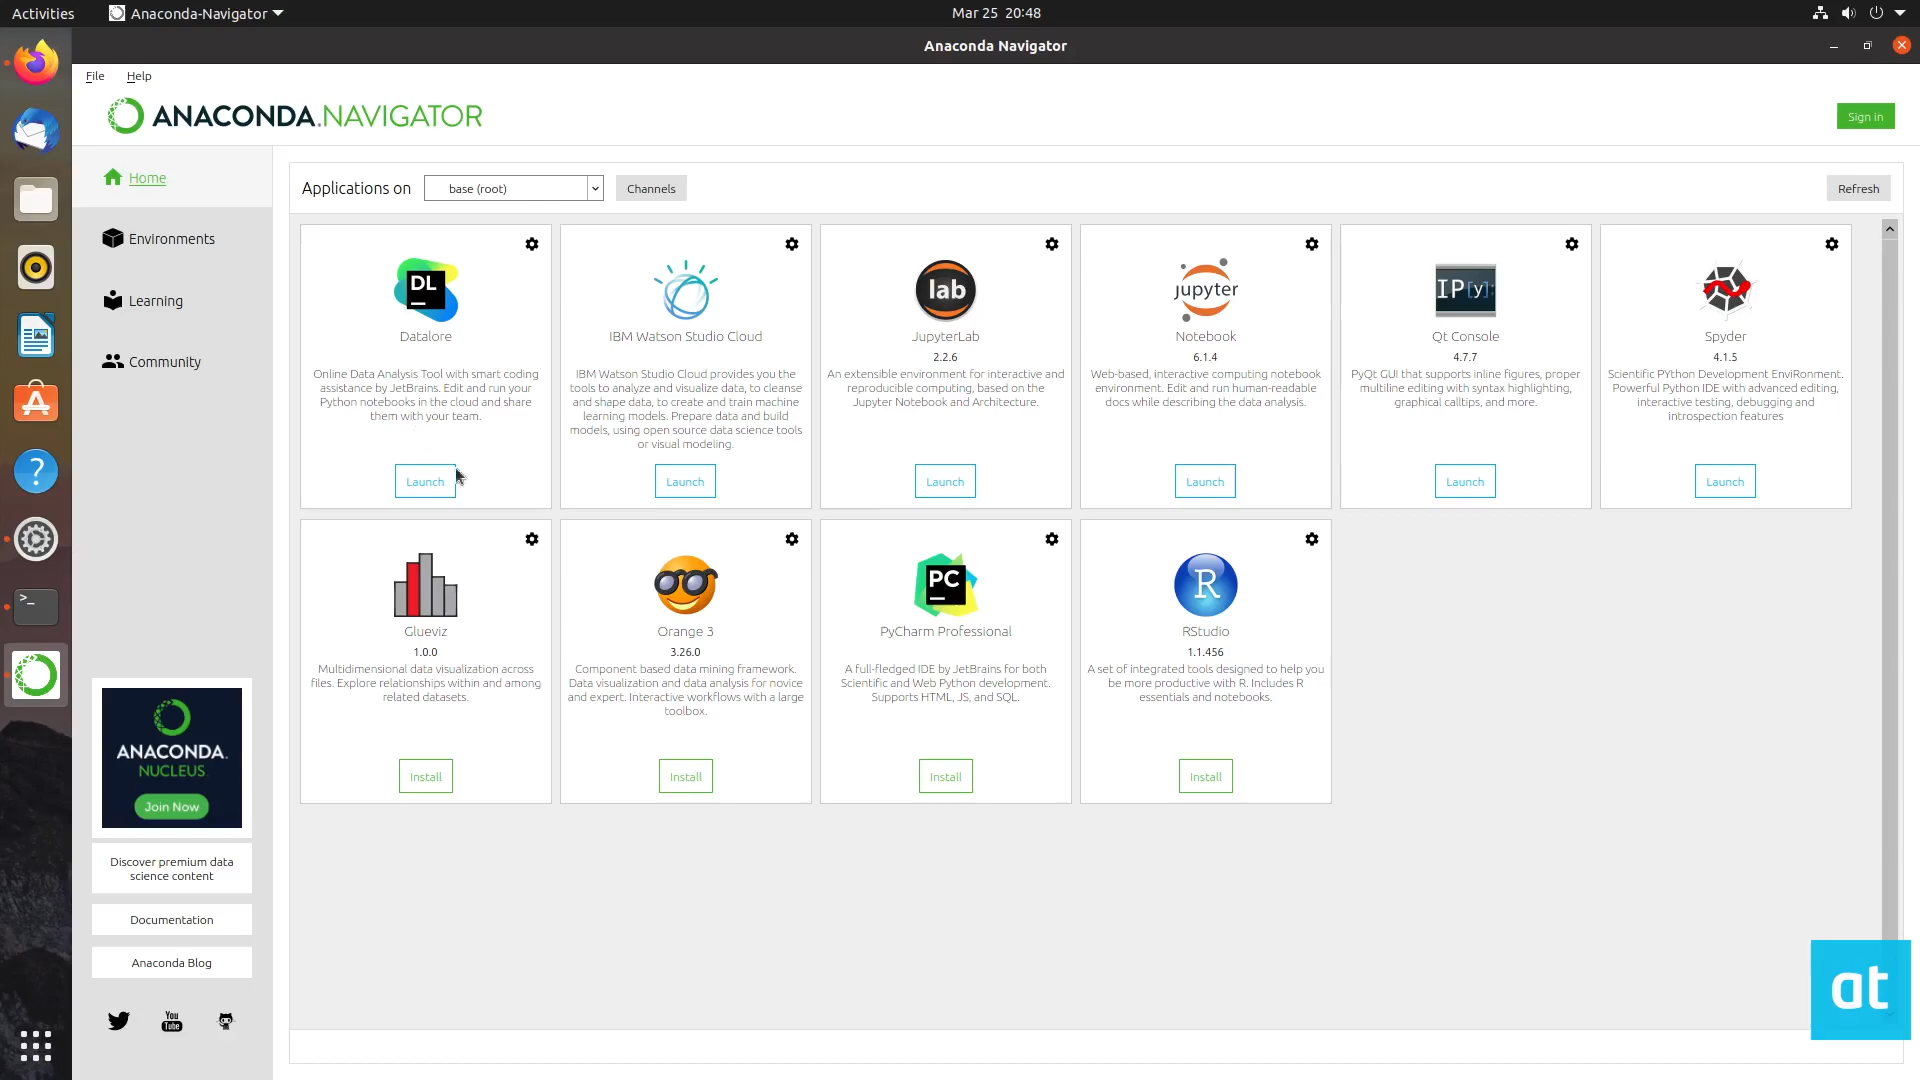 Activities
Anaconda-Navigator
Mar 25 20:48
Anaconda Navigator
File
Help
ANACONDA.NAVIGATOR
Sign in
Home
Environments
Learning
Community
Applications on
base (root)
Channels
Refresh
DL
Datalore
Online Data Analysis Tool with smart coding
assistance by JetBrains. Edit and run your
Python notebooks in the cloud and share
them with your team.
Launch
IBM Watson Studio Cloud
IBM Watson Studio Cloud provides you the
tools to analyze and visualize data, to cleanse
and shape data, to create and train machine
learning models. Prepare data and build
models, using open source data science tools
or visual modeling.
Launch
lab
JupyterLab
2.2.6
An extensible environment for interactive and
reproducible computing, based on the
Jupyter Notebook and Architecture.
Launch
jupyter
Notebook
6.1.4
Web-based, interactive computing notebook
environment. Edit and run human-readable
docs while describing the data analysis.
Launch
IP[y]:
Qt Console
4.7.7
PyQt GUI that supports inline figures, proper
multiline editing with syntax highlighting,
graphical calltips, and more.
Launch
Spyder
4.1.5
Scientific PYthon Development EnviRonment.
Powerful Python IDE with advanced editing,
interactive testing, debugging and
introspection features
Launch
Glueviz
1.0.0
Multidimensional data visualization across
files. Explore relationships within and among
related datasets.
Install
Orange 3
3.26.0
Component based data mining framework.
Data visualization and data analysis for novice
and expert. Interactive workflows with a large
toolbox.
Install
PC
PyCharm Professional
A full-fledged IDE by JetBrains for both
Scientific and Web Python development.
Supports HTML, JS, and SQL.
Install
R
RStudio
1.1.456
A set of integrated tools designed to help you
be more productive with R. Includes R
essentials and notebooks.
Install
ANACONDA.
NUCLEUS
Join Now
Discover premium data
science content
Documentation
Anaconda Blog
You
Tube
at